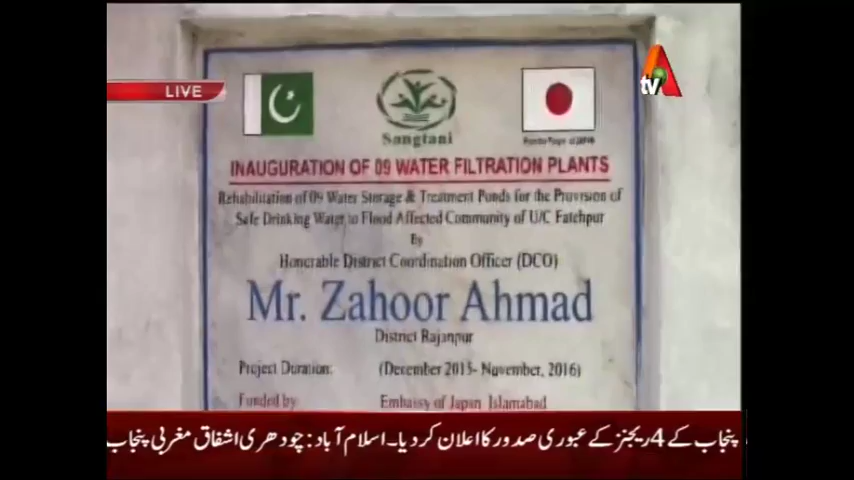 LIVE
Atv
Sangtani
INAUGURATION OF 09 WATER FILTRATION PLANTS
Rehabilitation of 09 Water Storage & Treatment Ponds for the Provision of
Safe Drinking Water to Flood Affected Community of U/C Fatehpur
By
Honorable District Coordination Officer (DCO)
Mr. Zahoor Ahmad
District Rajanpur
Project Duration: (December 2015- November, 2016)
Funded by Embassy of Japan, Islamabad
پنجاب کے 4 ریجنز کے عبوری صدور کا اعلان کر دیا۔ اسلام آباد: چودھری اشفاق مغربی پنجاب